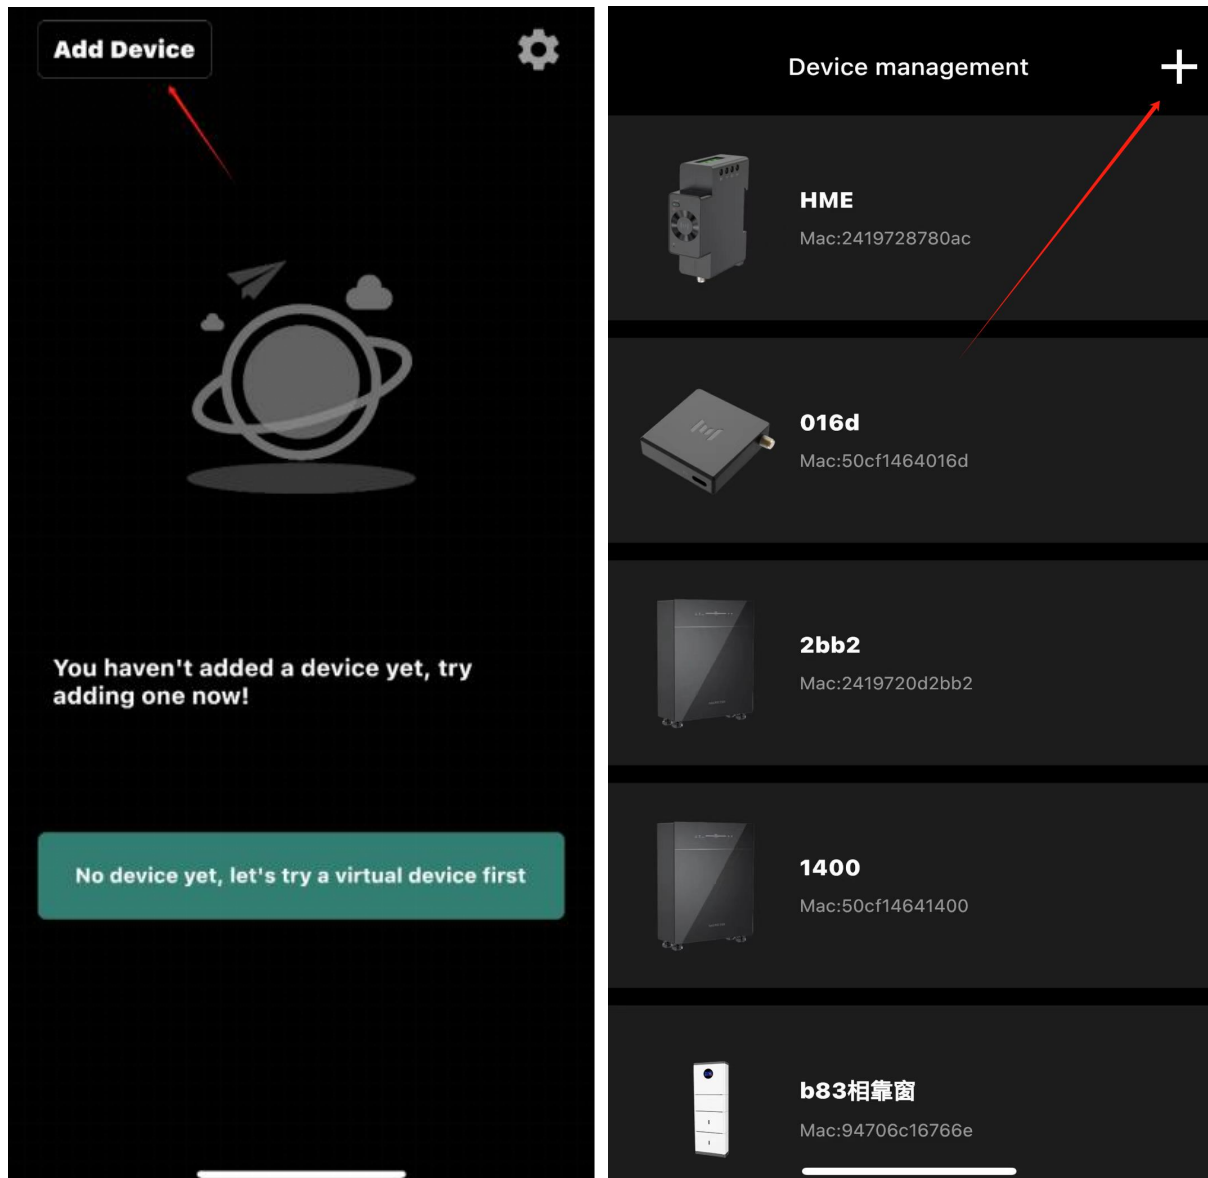 Add Device
You haven't added a device yet, try
adding one now!
No device yet, let's try a virtual device first
Device management
HME
Mac:2419728780ac
016d
Mac:50cf1464016d
2bb2
Mac:2419720d2bb2
1400
Mac:50cf14641400
b83相靠窗
Mac:94706c16766e